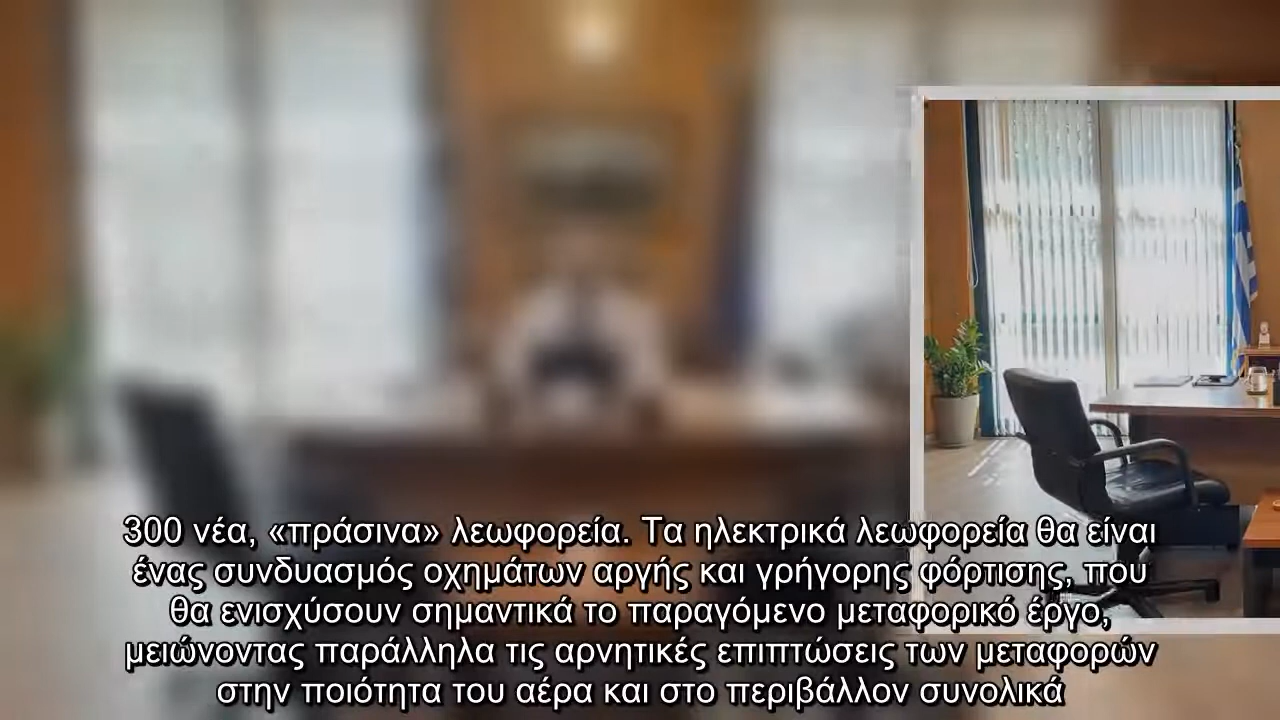 300 νέα, «πράσινα» λεωφορεία. Τα ηλεκτρικά λεωφορεία θα είναι
ένας συνδυασμός οχημάτων αργής και γρήγορης φόρτισης, που
θα ενισχύσουν σημαντικά το παραγόμενο μεταφορικό έργο,
μειώνοντας παράλληλα τις αρνητικές επιπτώσεις των μεταφορών
στην ποιότητα του αέρα και στο περιβάλλον συνολικά